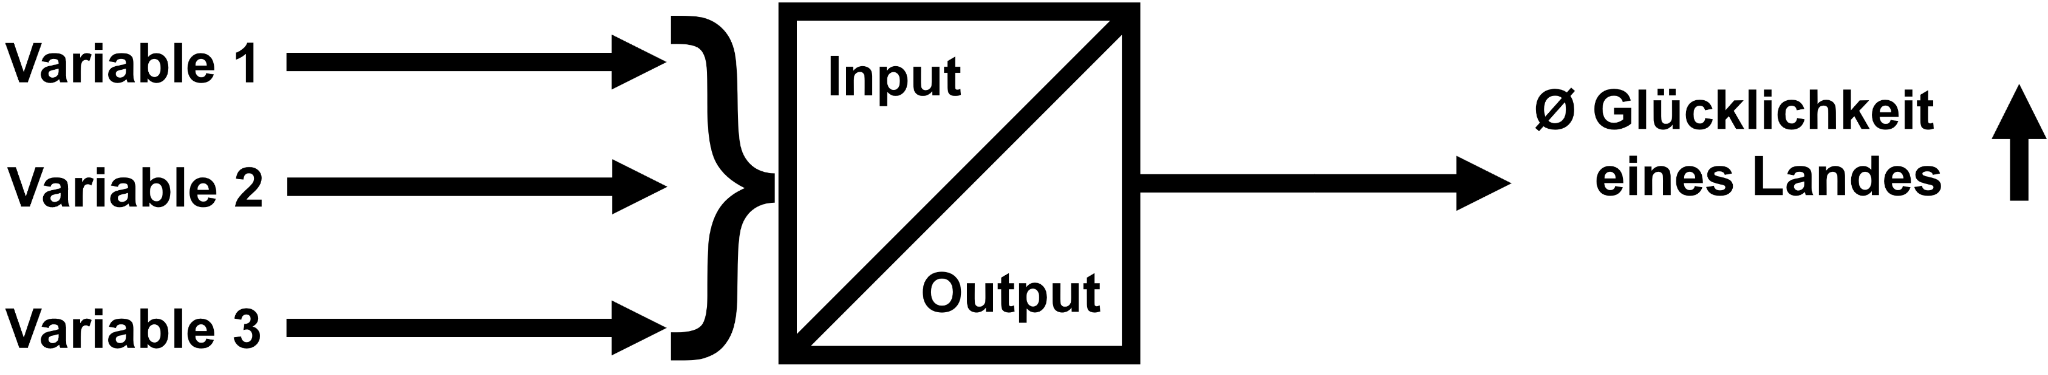 Variable 1
Variable 2
Variable 3
Input
Output
Ø Glücklichkeit
eines Landes